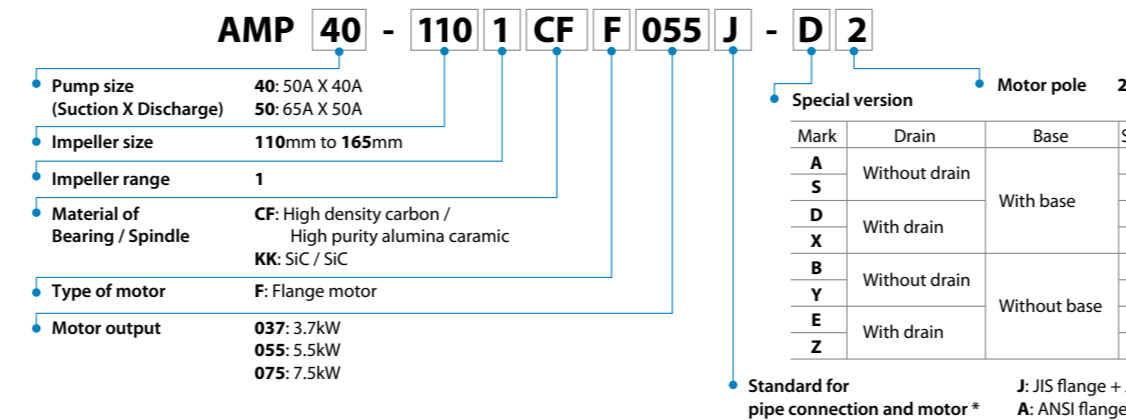 AMP 40 - 110 1 CF F 055 J - D 2
Pump size 40: 50A X 40A
(Suction X Discharge) 50: 65A X 50A
Impeller size 110mm to 165mm
Impeller range 1
Material of CF: High density carbon /
Bearing / Spindle High purity alumina caramic
KK: SiC / SiC
Type of motor F: Flange motor
Motor output 037: 3.7kW
055: 5.5kW
075: 7.5kW
Motor pole 2
Special version
Mark Drain Base
A
Without drain
S
With base
D
With drain
X
B
Without drain
Y
Without base
E
With drain
Z
Standard for J: JIS flange +
pipe connection and motor * A: ANSI flange